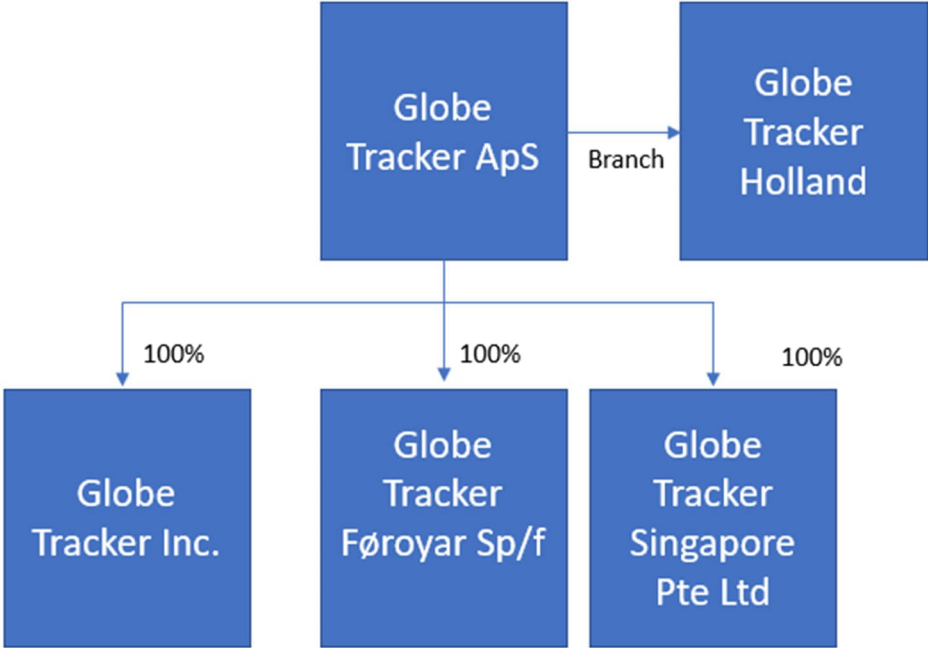 Globe
Tracker ApS
Branch
Globe
Tracker
Holland
100%
100%
100%
Globe
Tracker Inc.
Globe
Tracker
Føroyar Sp/f
Globe
Tracker
Singapore
Pte Ltd